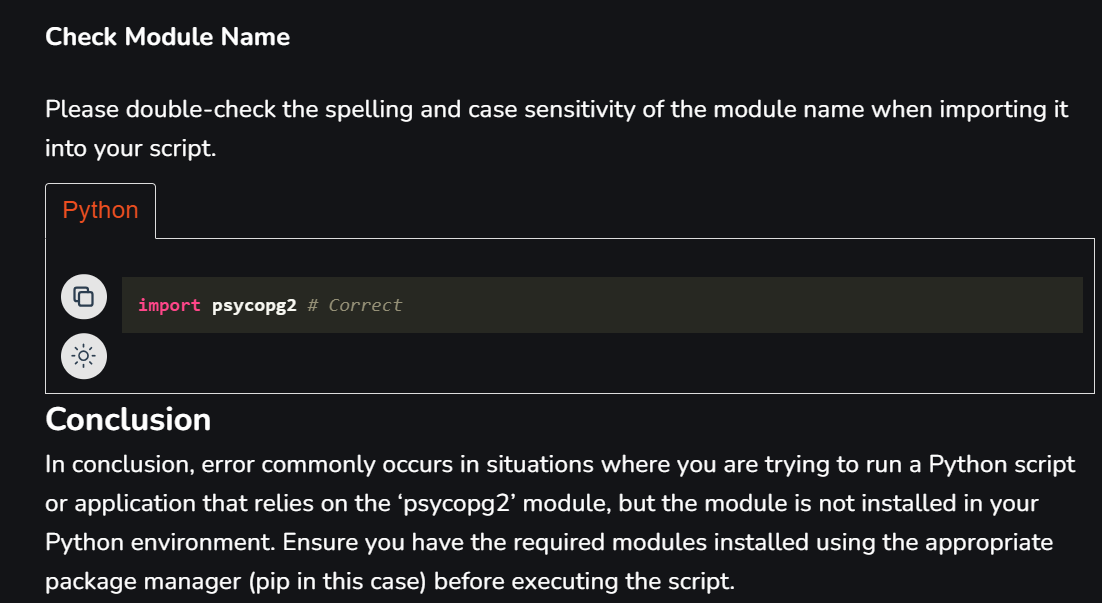 Check Module Name
Please double-check the spelling and case sensitivity of the module name when importing it
into your script.
Python
import psycopg2 # Correct
Conclusion
In conclusion, error commonly occurs in situations where you are trying to run a Python script
or application that relies on the ‘psycopg2’ module, but the module is not installed in your
Python environment. Ensure you have the required modules installed using the appropriate
package manager (pip in this case) before executing the script.